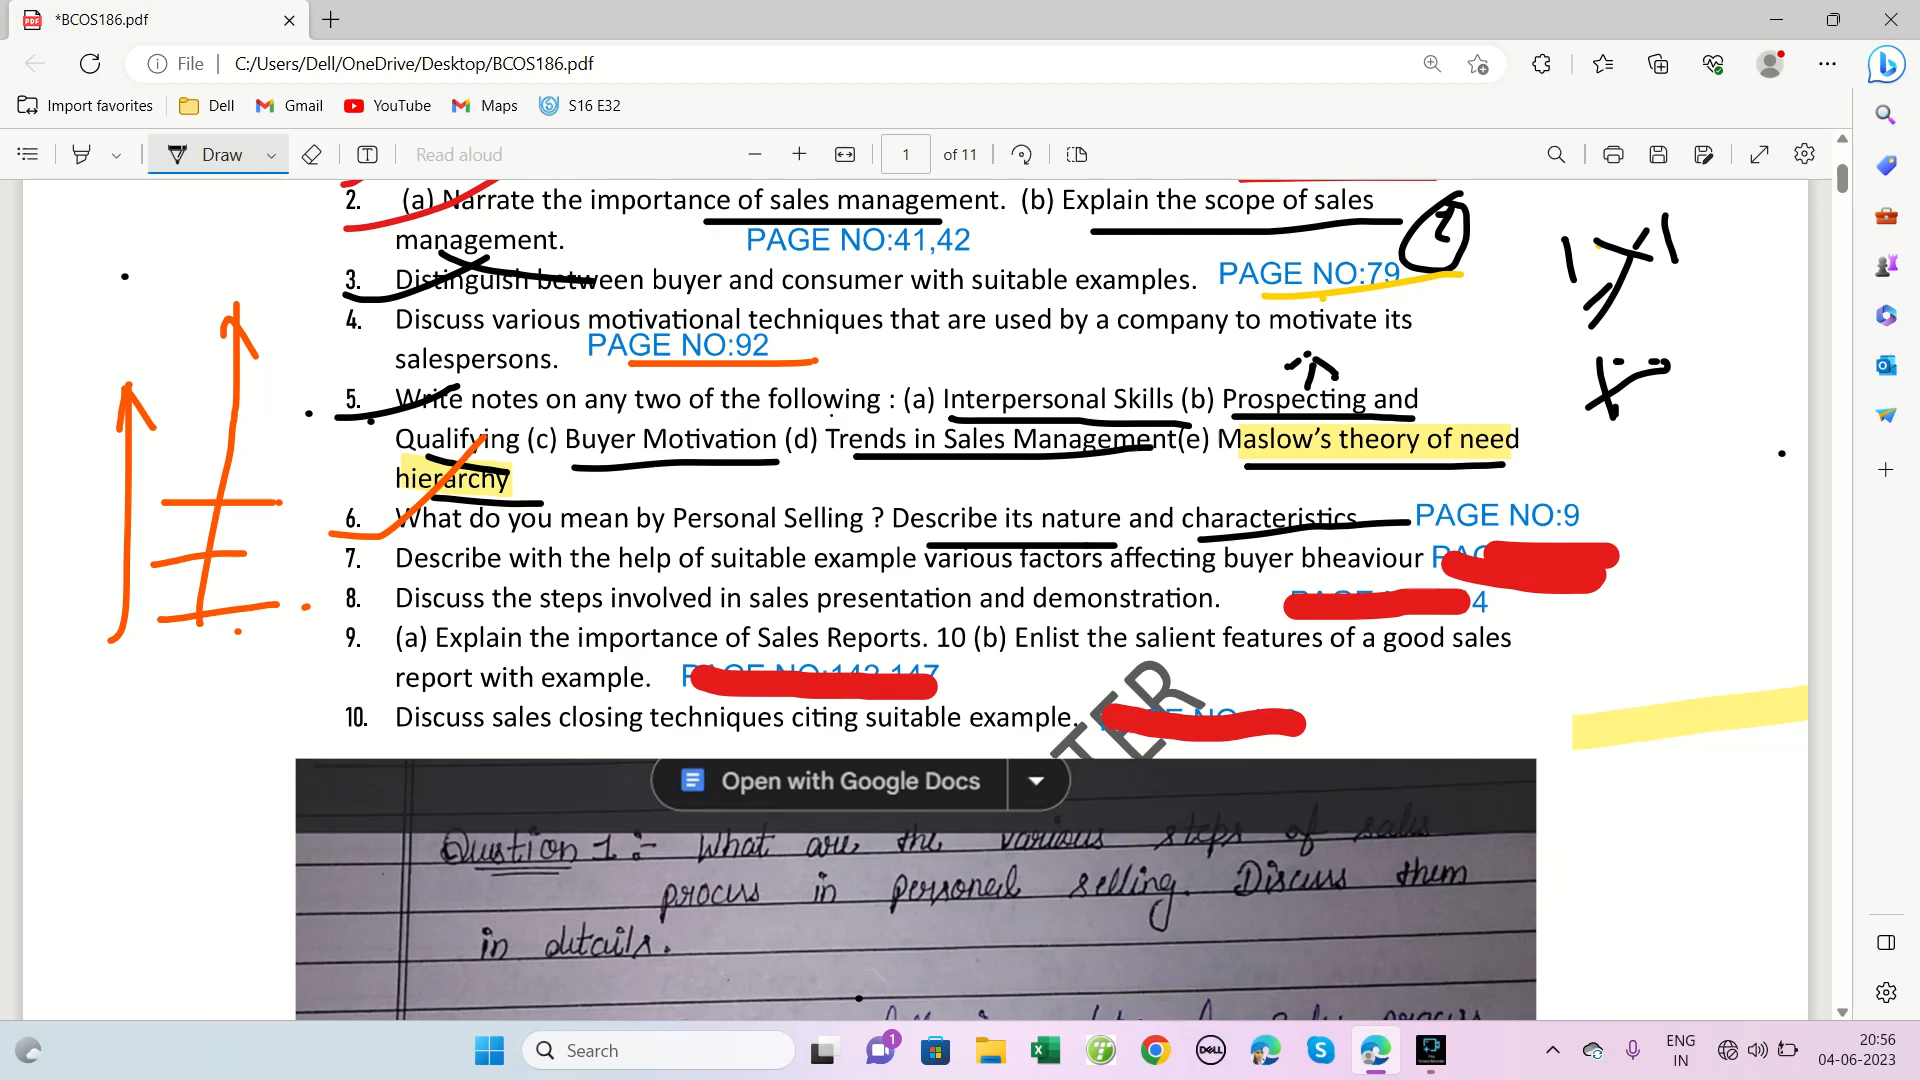 *BCOS186.pdf
File
C:/Users/Dell/OneDrive/Desktop/BCOS186.pdf
Import favorites Dell Gmail YouTube Maps S16 E32
Draw Read aloud 1 of 11
2. (a) Narrate the importance of sales management. (b) Explain the scope of sales
management. PAGE NO:41,42
3. Distinguish between buyer and consumer with suitable examples. PAGE NO:79
4. Discuss various motivational techniques that are used by a company to motivate its
salespersons. PAGE NO:92
5. Write notes on any two of the following : (a) Interpersonal Skills (b) Prospecting and
Qualifying (c) Buyer Motivation (d) Trends in Sales Management(e) Maslow's theory of need
hierarchy
6. What do you mean by Personal Selling ? Describe its nature and characteristics PAGE NO:9
7. Describe with the help of suitable example various factors affecting buyer bheaviour
8. Discuss the steps involved in sales presentation and demonstration. 4
9. (a) Explain the importance of Sales Reports. 10 (b) Enlist the salient features of a good sales
report with example. PAGE NO:142,147
10. Discuss sales closing techniques citing suitable example.
Open with Google Docs
Question 1 :- What are the various steps of sales
process in personal selling. Discuss them
in details.
Search
1
ENG
IN
20:56
04-06-2023